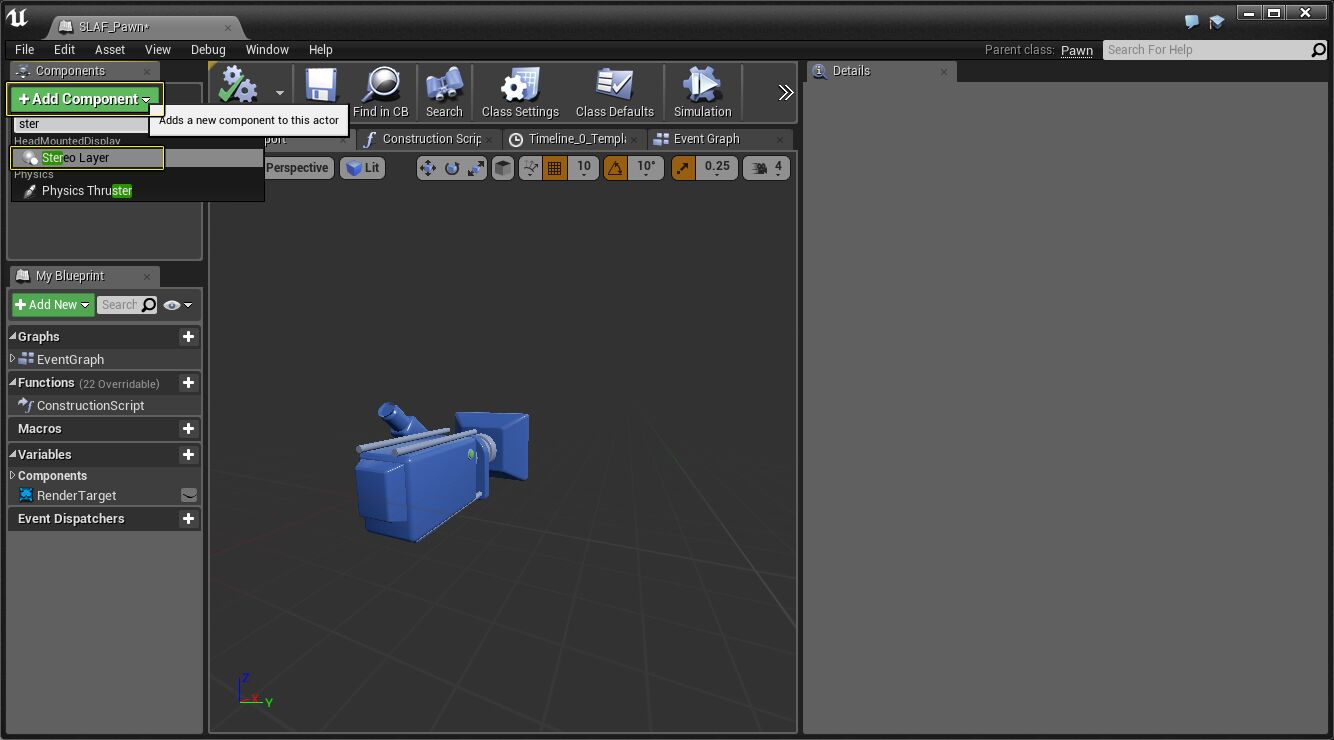 SLAF_Pawn*
File Edit Asset View Debug Window Help
Parent class: Pawn
Search For Help
Components
+ Add Component
ster
Adds a new component to this actor
HeadMountedDisplay
Stereo Layer
Physics
Physics Thruster
Find in CB
Search
Class Settings
Class Defaults
Simulation
Details
port
Construction Scrip
Timeline_0_Templa
Event Graph
Perspective
Lit
10
10°
0.25
4
My Blueprint
+ Add New
Search
Graphs
EventGraph
Functions (22 Overridable)
ConstructionScript
Macros
Variables
Components
RenderTarget
Event Dispatchers
Z
X
Y